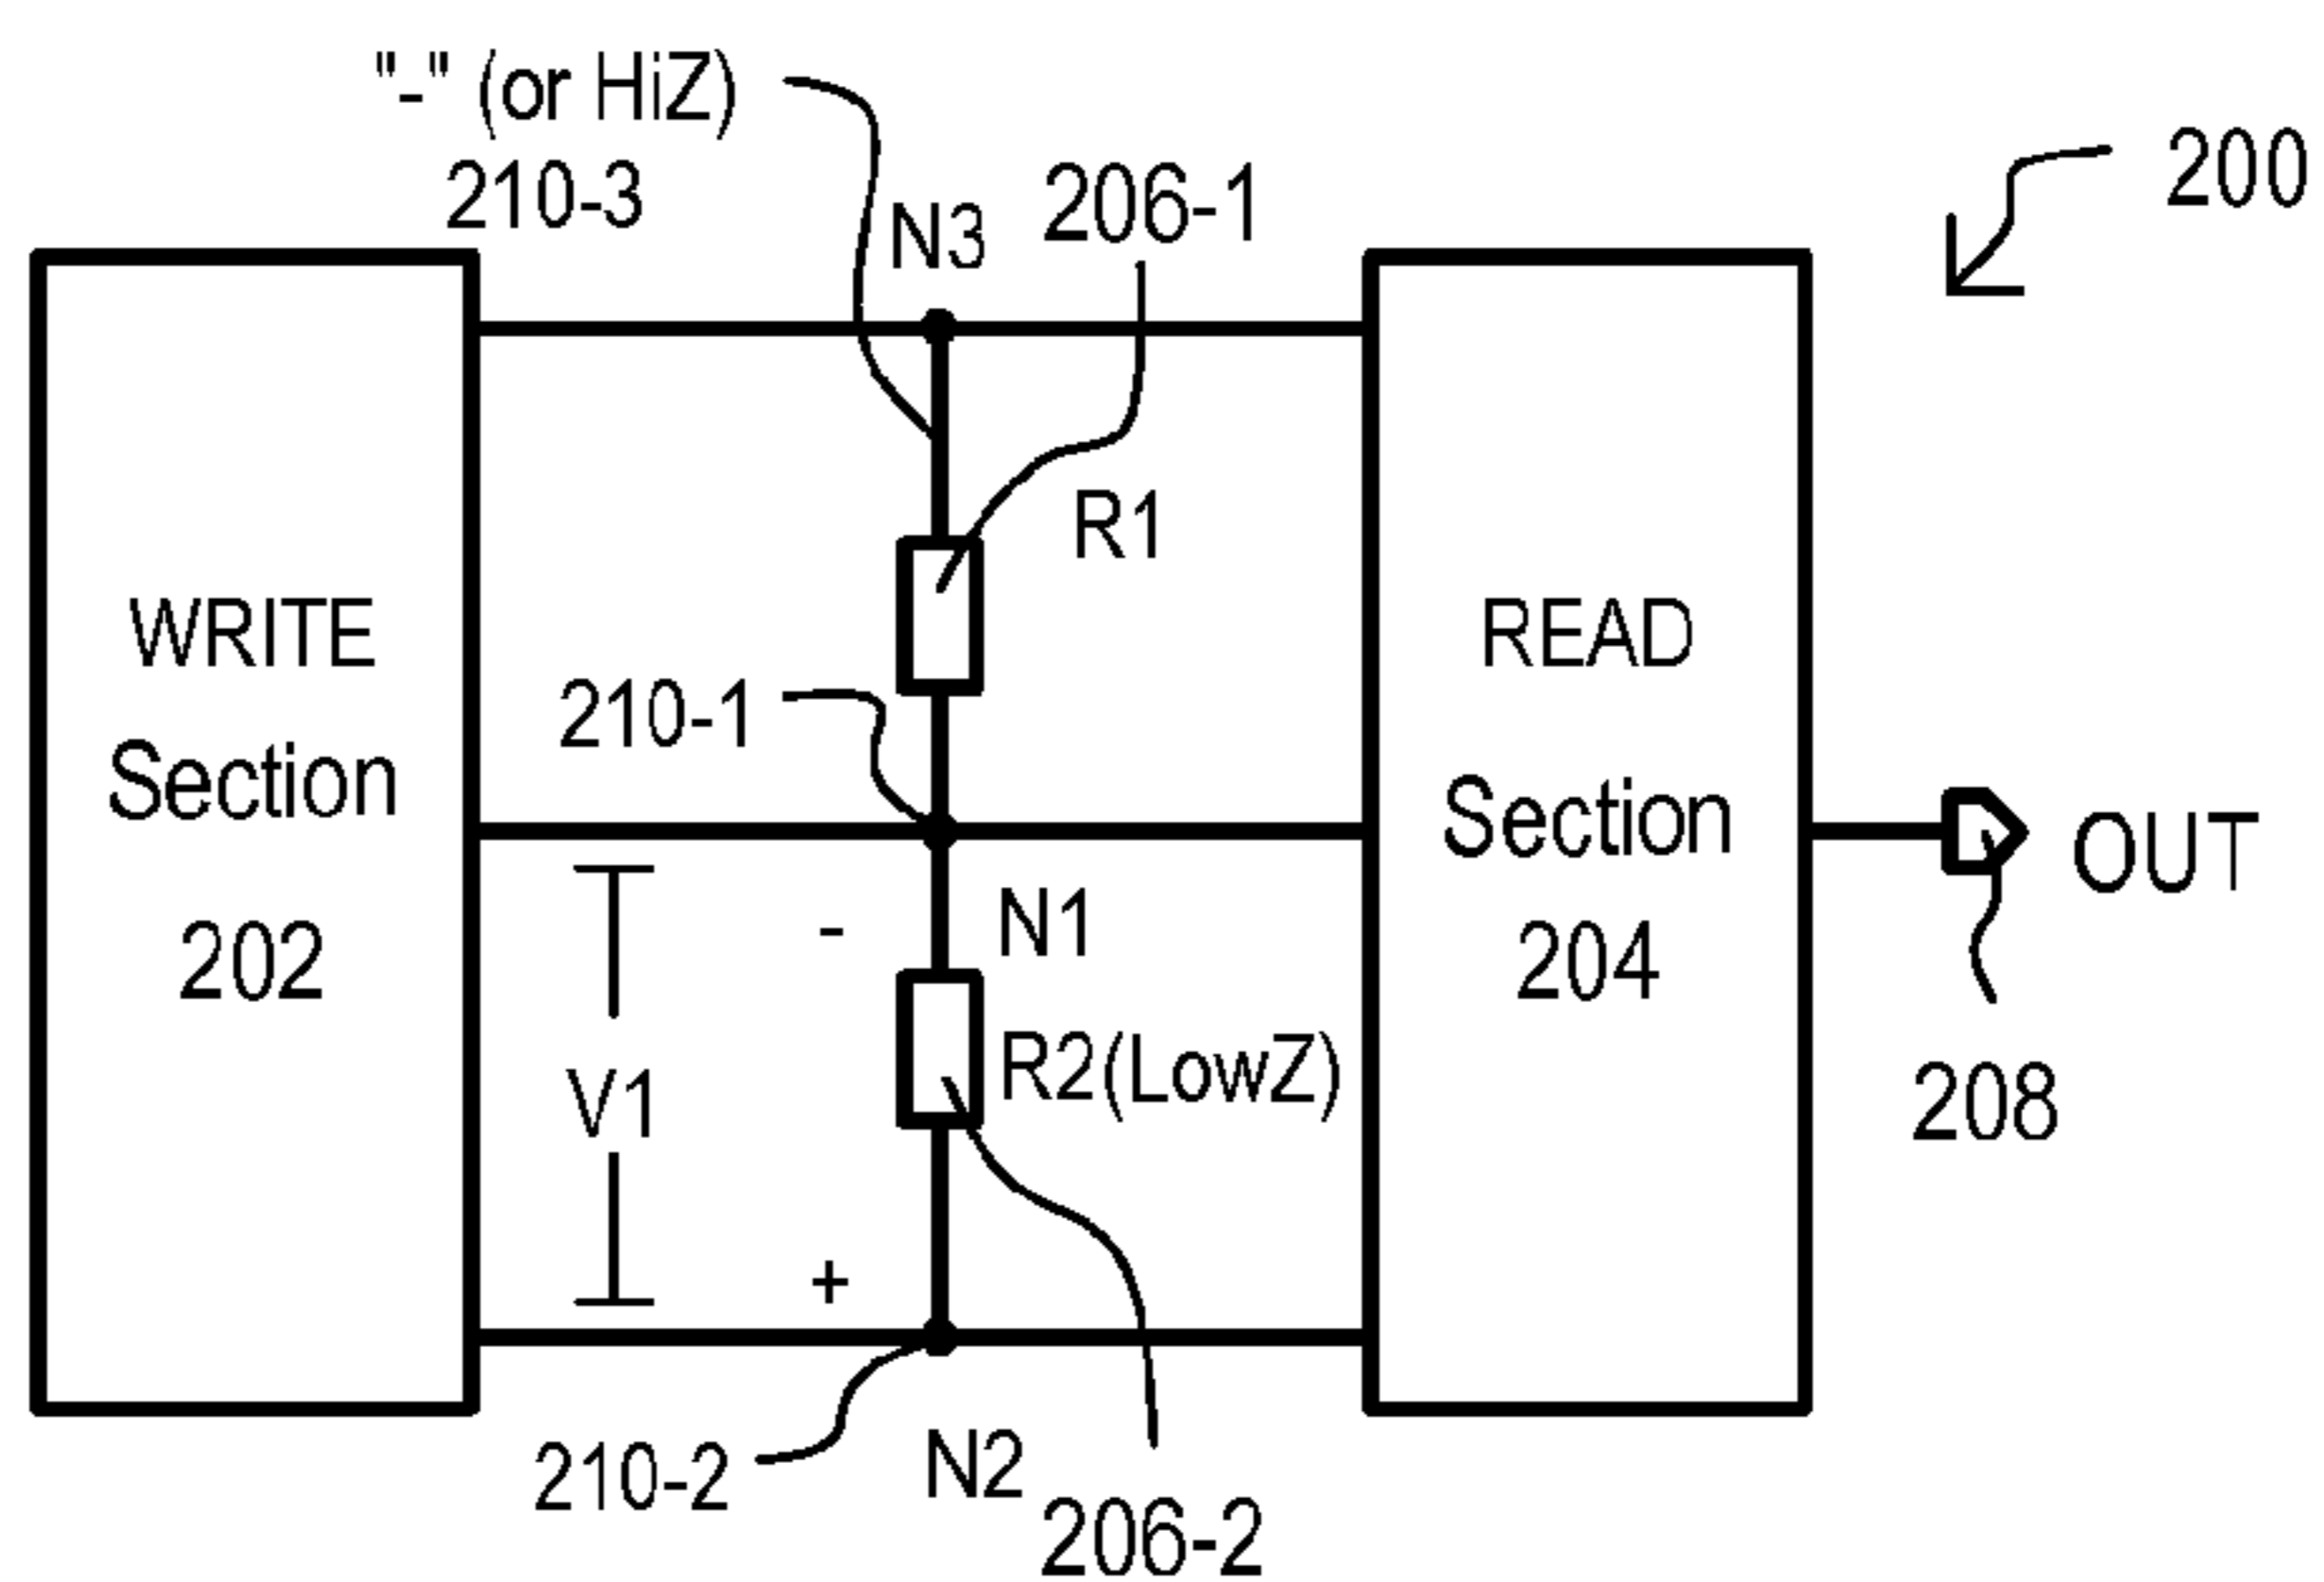 "-" (or HiZ)
210-3
N3
206-1
200
R1
WRITE
Section
202
210-1
READ
Section
204
OUT
208
V1
-
+
N1
R2(LowZ)
210-2
N2
206-2